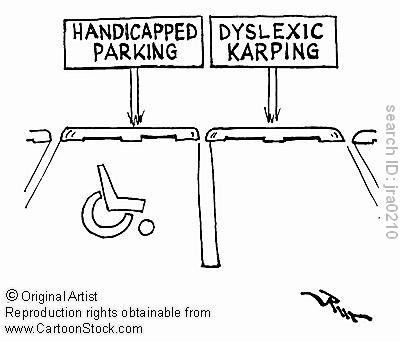 HANDICAPPED
PARKING
DYSLEXIC
KARPING
search ID: jra0210
© Original Artist
Reproduction rights obtainable from
www.CartoonStock.com